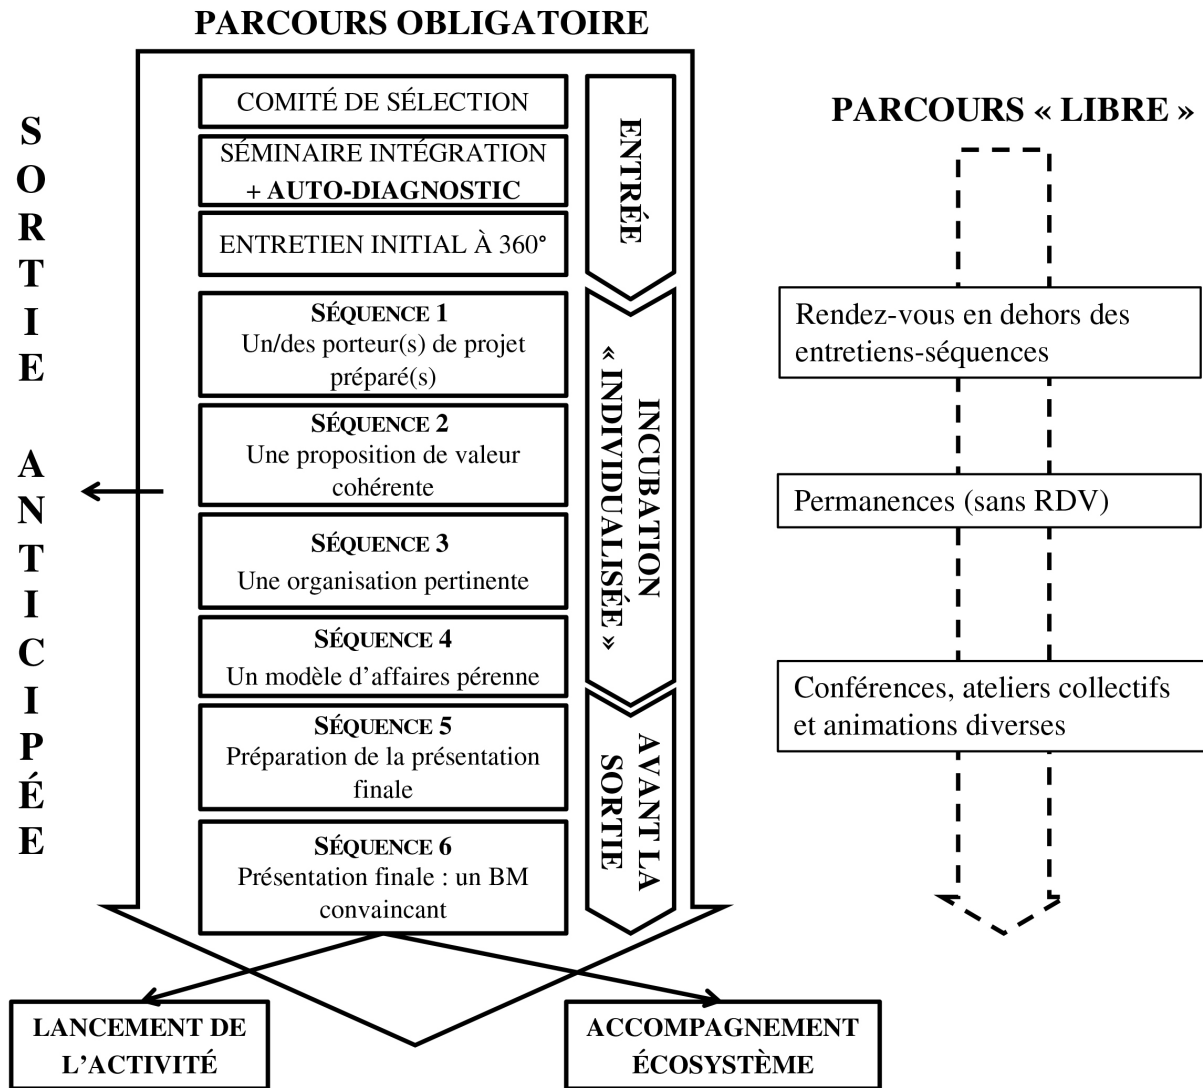 PARCOURS OBLIGATOIRE
COMITÉ DE SÉLECTION
SÉMINAIRE INTÉGRATION
+ AUTO-DIAGNOSTIC
ENTRETIEN INITIAL À 360°
ENTRÉE
SÉQUENCE 1
Un/des porteur(s) de projet
préparé(s)
SÉQUENCE 2
Une proposition de valeur
cohérente
SÉQUENCE 3
Une organisation pertinente
SÉQUENCE 4
Un modèle d’affaires pérenne
INCUBATION
« INDIVIDUALISÉE »
SÉQUENCE 5
Préparation de la présentation
finale
SÉQUENCE 6
Présentation finale : un BM
convaincant
AVANT LA
SORTIE
SORTIE ANTICIPÉE
LANCEMENT DE
L’ACTIVITÉ
ACCOMPAGNEMENT
ÉCOSYSTÈME
PARCOURS « LIBRE »
Rendez-vous en dehors des
entretiens-séquences
Permanences (sans RDV)
Conférences, ateliers collectifs
et animations diverses